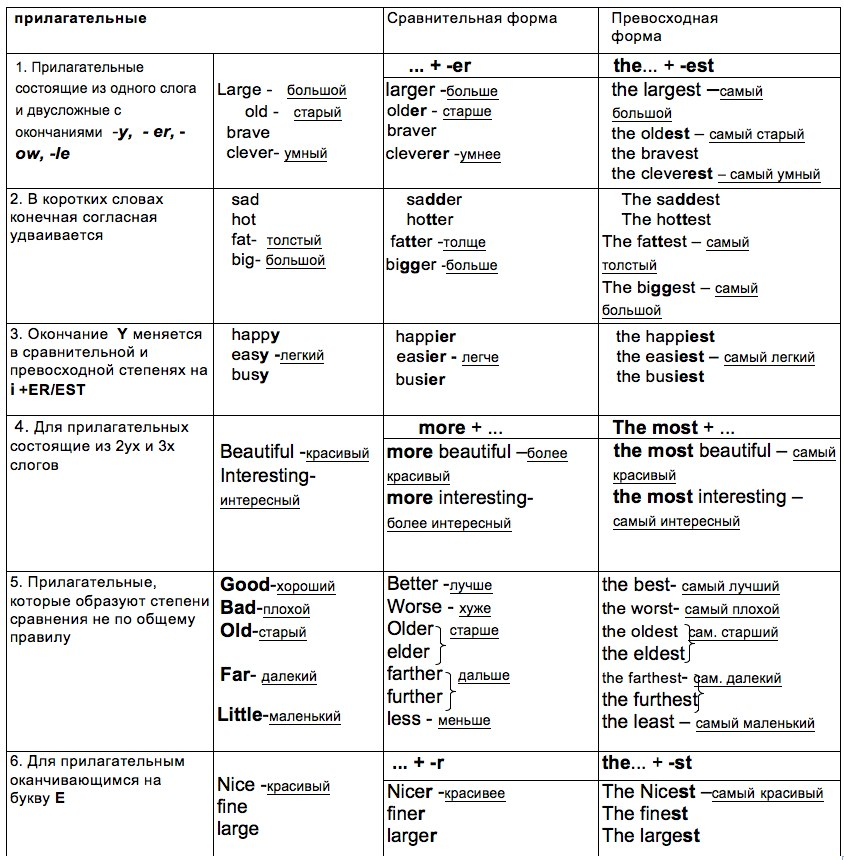 прилагательные
Сравнительная форма
Превосходная
форма
1. Прилагательные
состоящие из одного слога
и двусложные с
окончаниями -y, - er, -
ow, -le
Large - большой
old - старый
brave
clever- умный
... + -er
larger -больше
older - старше
braver
cleverer -умнее
the... + -est
the largest –самый
большой
the oldest – самый старый
the bravest
the cleverest – самый умный
2. В коротких словах
конечная согласная
удваивается
sad
hot
fat- толстый
big- большой
sadder
hotter
fatter -толще
bigger -больше
The saddest
The hottest
The fattest – самый
толстый
The biggest – самый
большой
3. Окончание Y меняется
в сравнительной и
превосходной степенях на
i +ER/EST
happy
easy -легкий
busy
happier
easier - легче
busier
the happiest
the easiest – самый легкий
the busiest
4. Для прилагательных
состоящие из 2ух и 3х
слогов
Beautiful -красивый
Interesting-
интересный
more + ...
more beautiful –более
красивый
more interesting-
более интересный
The most + ...
the most beautiful – самый
красивый
the most interesting –
самый интересный
5. Прилагательные,
которые образуют степени
сравнения не по общему
правилу
Good-хороший
Bad-плохой
Old-старый
Far- далекий
Little-маленький
Better -лучше
Worse - хуже
Older старше
elder
farther дальше
further
less - меньше
the best- самый лучший
the worst- самый плохой
the oldest сам. старший
the eldest
the farthest- сам. далекий
the furthest
the least – самый маленький
6. Для прилагательным
оканчивающимся на
букву E
Nice -красивый
fine
large
... + -r
Nicer -красивее
finer
larger
the... + -st
The Nicest –самый красивый
The finest
The largest